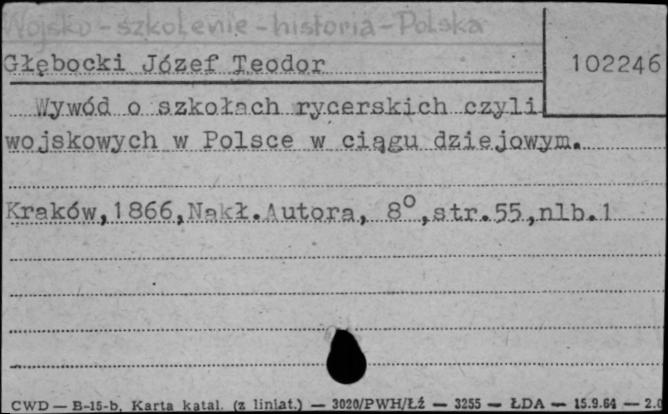 Wojsko - szkolenie - historia - Polska
Głębocki Józef Teodor
102246
Wywód o szkołach rycerskich czyli
wojskowych w Polsce w ciągu dziejowym.
Kraków,1866,Nakł.Autora, 8°,str.55,nlb.1
CWD — B-15-b, Karta katal. (z liniat.) — 3020/PWH/Łż — 3255 — ŁDA — 15.9.64 — 2.